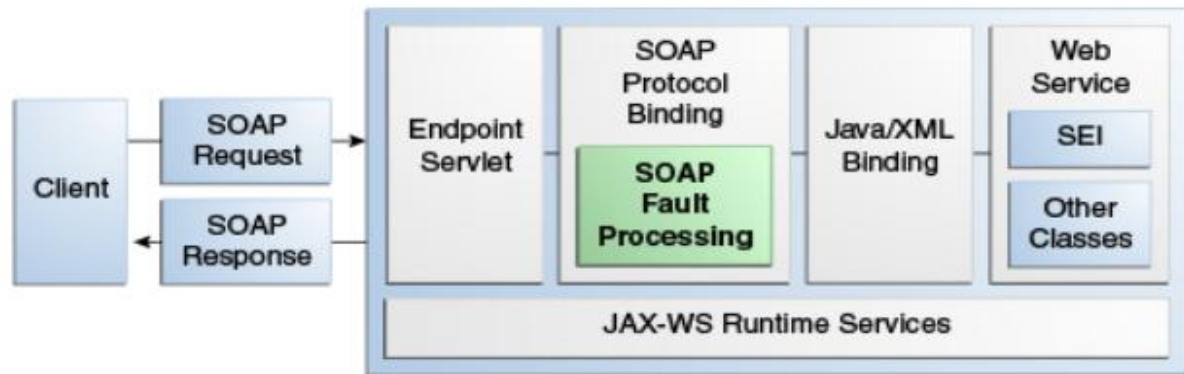 Client
SOAP
Request
SOAP
Response
Endpoint
Servlet
SOAP
Protocol
Binding
SOAP
Fault
Processing
Java/XML
Binding
Web
Service
SEI
Other
Classes
JAX-WS Runtime Services